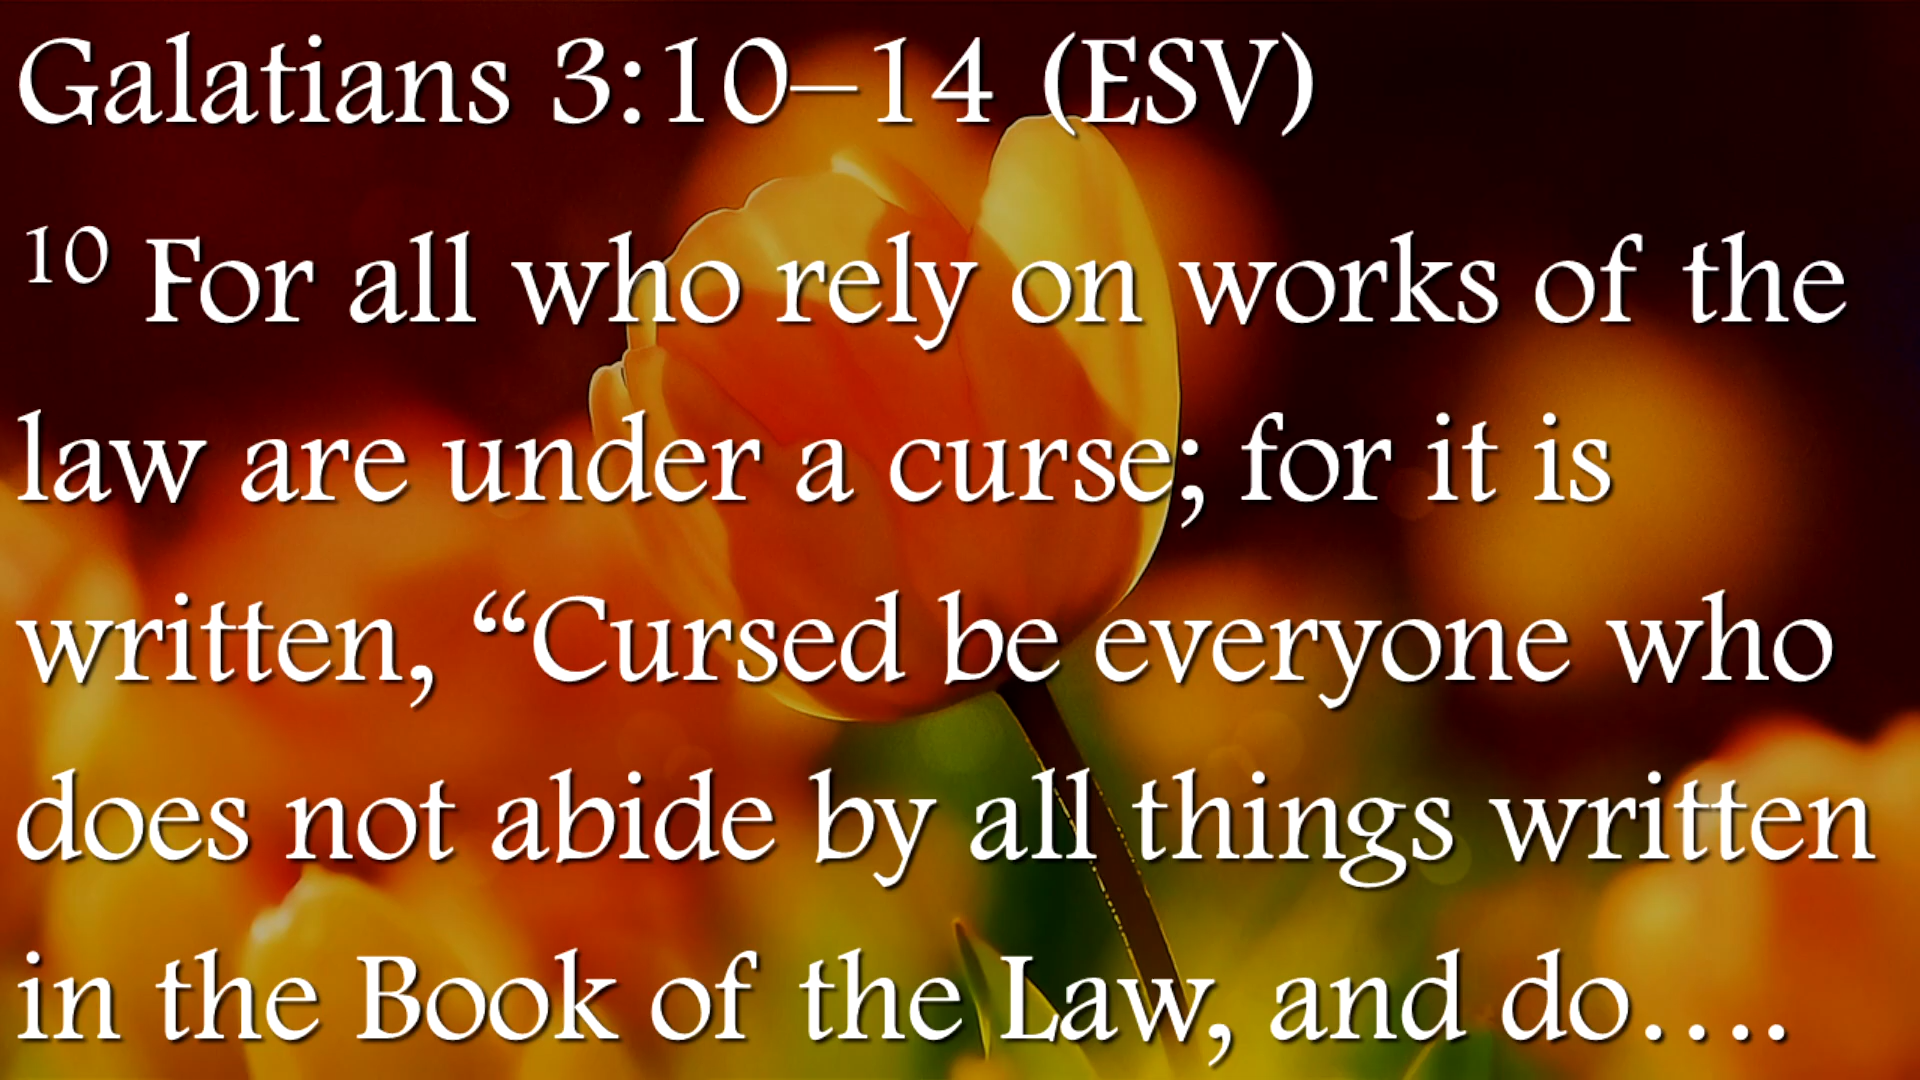 Galatians 3:10–14 (ESV)
¹⁰ For all who rely on works of the
law are under a curse; for it is
written, “Cursed be everyone who
does not abide by all things written
in the Book of the Law, and do….